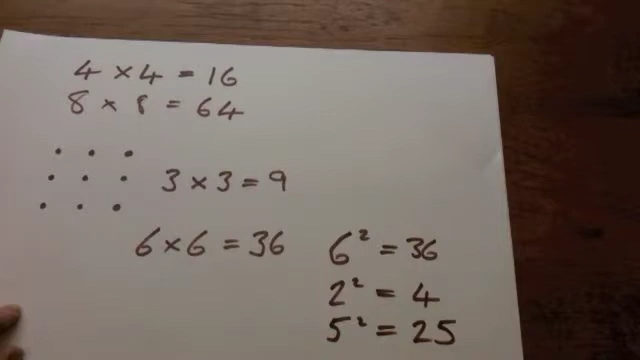 4 × 4 = 16
8 × 8 = 64
3 × 3 = 9
6 × 6 = 36
6² = 36
2² = 4
5² = 25